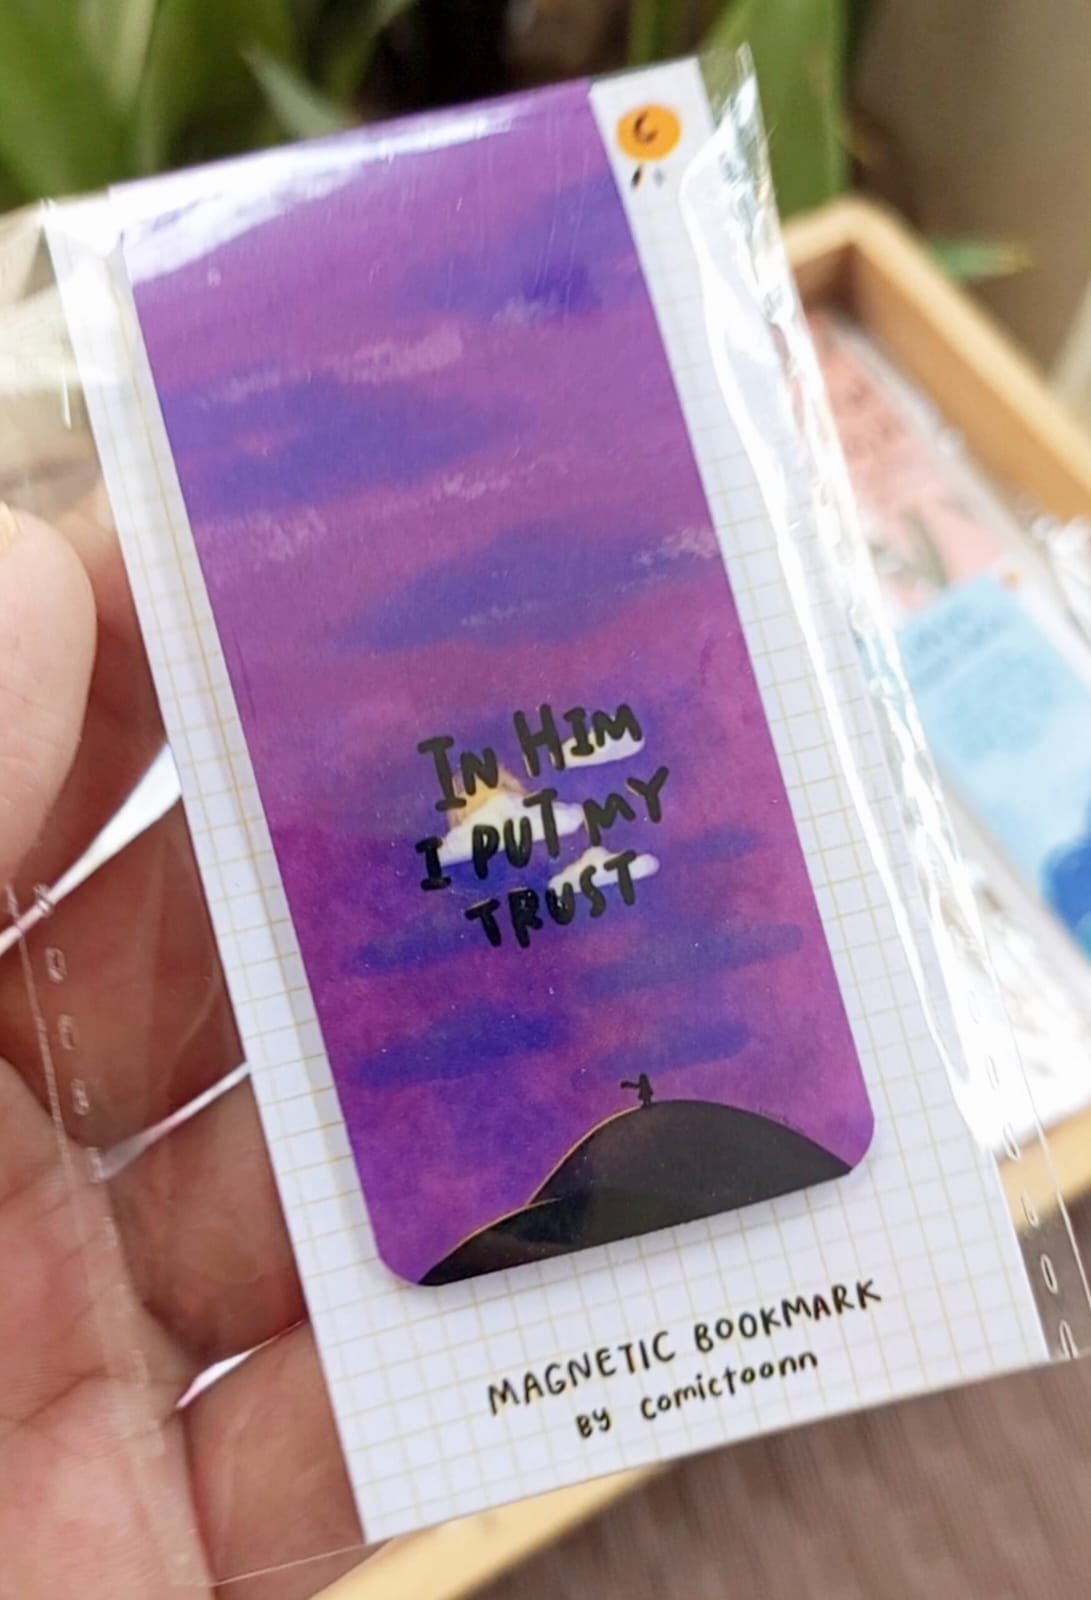 C
IN HIM
I PUT MY
TRUST
MAGNETIC BOOKMARK
BY comictoonn